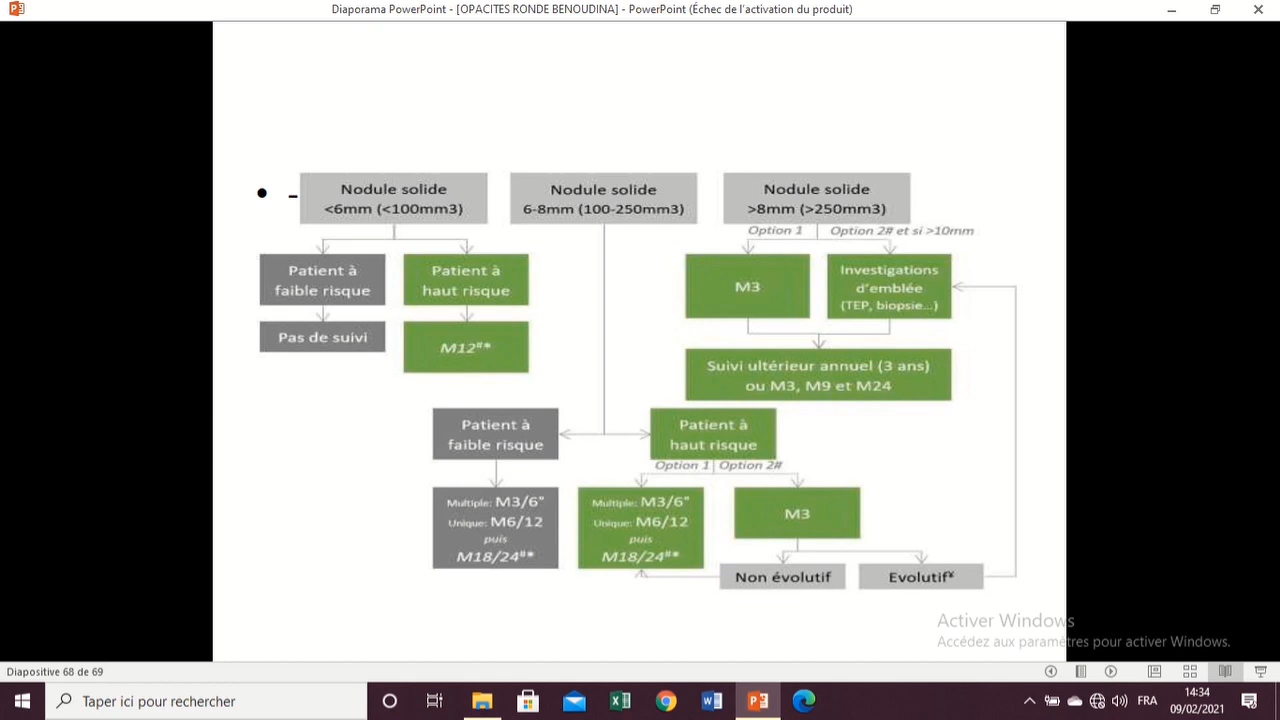 Diaporama PowerPoint - [OPACITES RONDE BENOUDINA] - PowerPoint (Échec de l'activation du produit)
• -
Nodule solide
<6mm (<100mm3)
Nodule solide
6-8mm (100-250mm3)
Nodule solide
>8mm (>250mm3)
Option 1
Option 2# et si >10mm
Patient à
faible risque
Patient à
haut risque
M3
Investigations
d'emblée
(TEP, biopsie...)
Pas de suivi
M12#*
Suivi ultérieur annuel (3 ans)
ou M3, M9 et M24
Patient à
faible risque
Patient à
haut risque
Option 1
Option 2#
Multiple: M3/6"
Unique: M6/12
puis
M18/24#*
Multiple: M3/6"
Unique: M6/12
puis
M18/24#*
M3
Non évolutif
Evolutif¥
Activer Windows
Accédez aux paramètres pour activer Windows.
Diapositive 68 de 69
Taper ici pour rechercher
FRA
14:34
09/02/2021